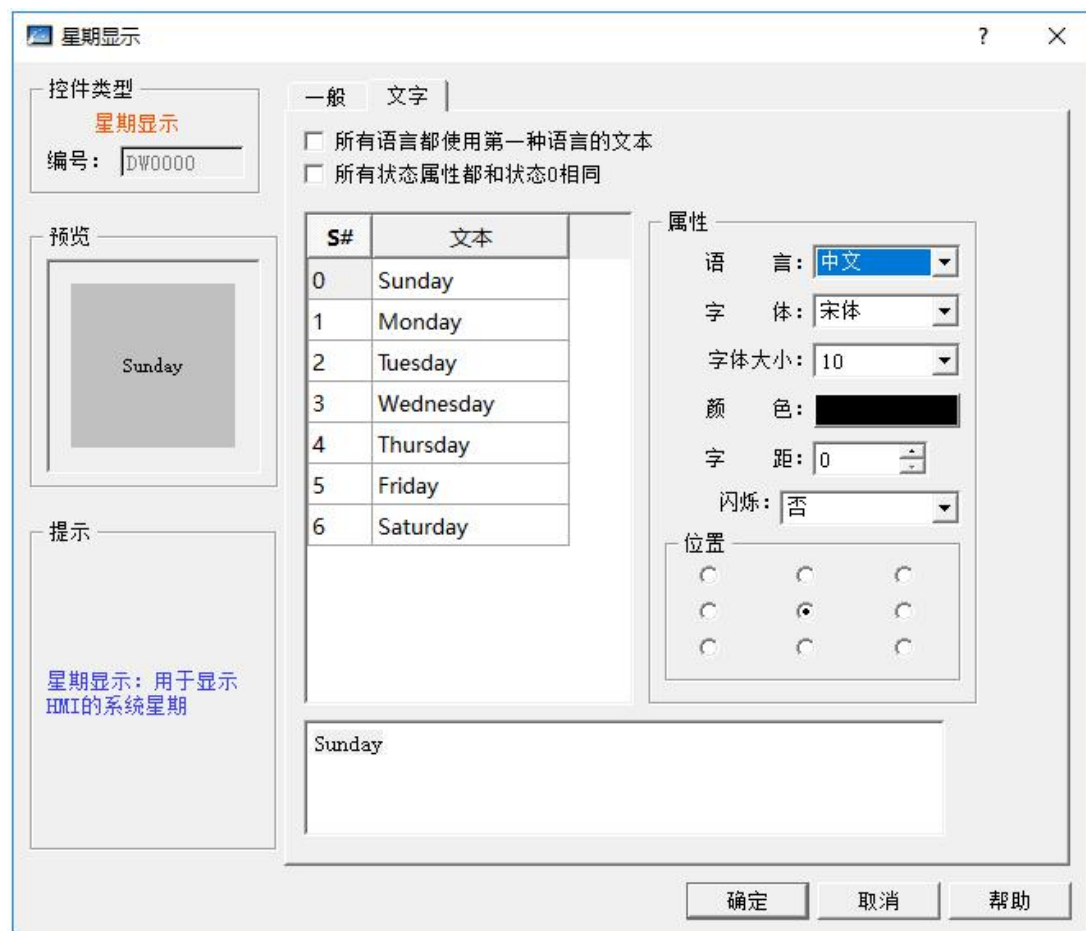 星期显示
控件类型
星期显示
编号： DW0000
预览
Sunday
提示
星期显示：用于显示
HMI的系统星期
一般 文字
所有语言都使用第一种语言的文本
所有状态属性都和状态0相同
S# 文本
0 Sunday
1 Monday
2 Tuesday
3 Wednesday
4 Thursday
5 Friday
6 Saturday
属性
语 言：中文
字 体：宋体
字体大小：10
颜 色：
字 距：0
闪烁：否
位置
Sunday
确定 取消 帮助